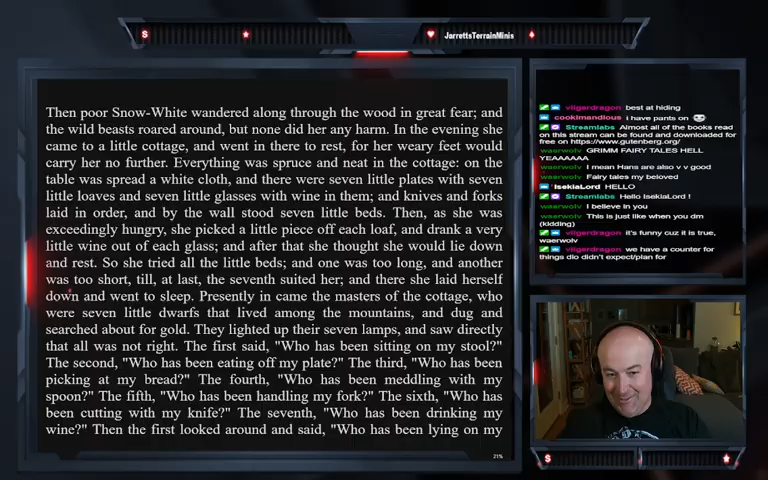 JarrettsTerrainMinis
Then poor Snow-White wandered along through the wood in great fear; and
the wild beasts roared around, but none did her any harm. In the evening she
came to a little cottage, and went in there to rest, for her weary feet would
carry her no further. Everything was spruce and neat in the cottage: on the
table was spread a white cloth, and there were seven little plates with seven
little loaves and seven little glasses with wine in them; and knives and forks
laid in order, and by the wall stood seven little beds. Then, as she was
exceedingly hungry, she picked a little piece off each loaf, and drank a very
little wine out of each glass; and after that she thought she would lie down
and rest. So she tried all the little beds; and one was too long, and another
was too short, till, at last, the seventh suited her; and there she laid herself
down and went to sleep. Presently in came the masters of the cottage, who
were seven little dwarfs that lived among the mountains, and dug and
searched about for gold. They lighted up their seven lamps, and saw directly
that all was not right. The first said, "Who has been sitting on my stool?"
The second, "Who has been eating off my plate?" The third, "Who has been
picking at my bread?" The fourth, "Who has been meddling with my
spoon?" The fifth, "Who has been handling my fork?" The sixth, "Who has
been cutting with my knife?" The seventh, "Who has been drinking my
wine?" Then the first looked around and said, "Who has been lying on my
21%
viigerdragon best at hiding
cookimandious i have pants on
Streamlabs Almost all of the books read
on this stream can be found and downloaded for
free on https://www.gutenberg.org/
waerwolv GRIMM FAIRY TALES HELL
YEAAAAAA
waerwolv I mean Hans are also v v good
waerwolv Fairy tales my beloved
IsekiaLord HELLO
Streamlabs Hello IsekiaLord !
waerwolv I believe in you
waerwolv This is just like when you dm
(kidding)
viigerdragon it's funny cuz it is true,
waerwolv
viigerdragon we have a counter for
things dio didn't expect/plan for